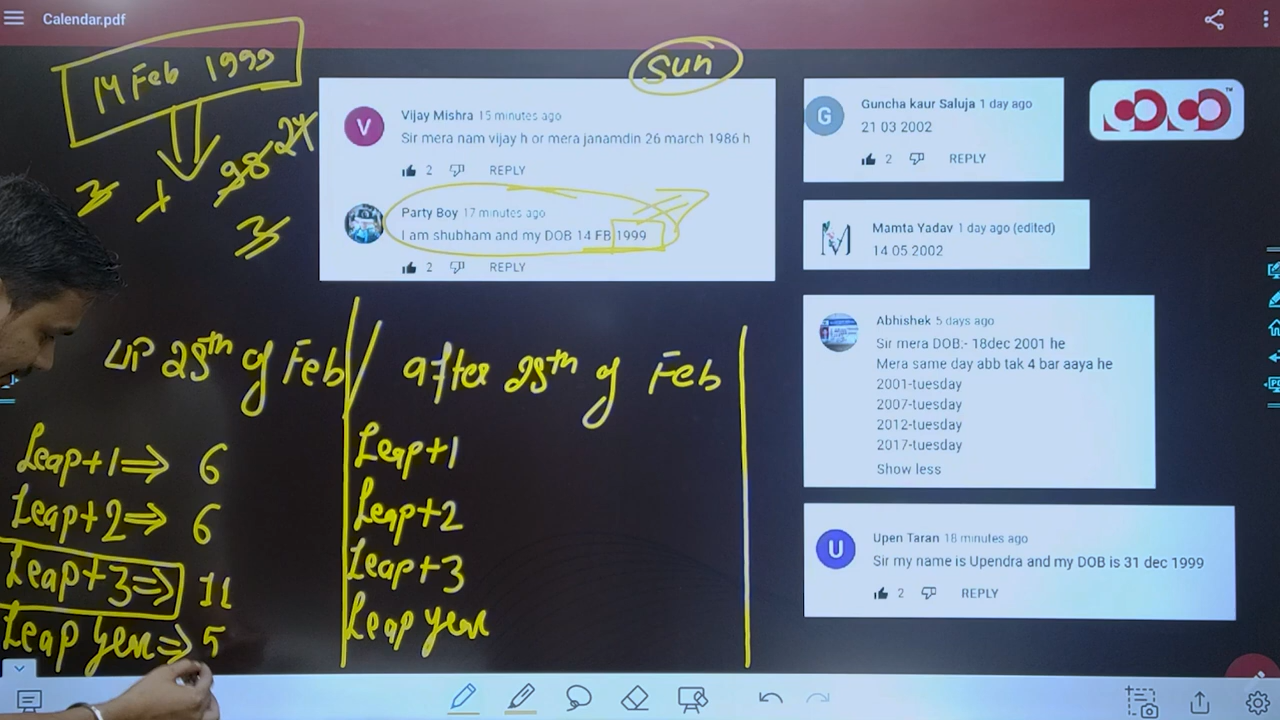 Calendar.pdf
14 Feb 1999
Sun
3 1 98 24
3
Vijay Mishra 15 minutes ago
Sir mera nam vijay h or mera janamdin 26 march 1986 h
2 REPLY
Party Boy 17 minutes ago
I am shubham and my DOB 14 FB 1999
2 REPLY
G
Guncha kaur Saluja 1 day ago
21 03 2002
2 REPLY
Mamta Yadav 1 day ago (edited)
14 05 2002
Abhishek 5 days ago
Sir mera DOB:- 18dec 2001 he
Mera same day abb tak 4 bar aaya he
2001-tuesday
2007-tuesday
2012-tuesday
2017-tuesday
Show less
U
Upen Taran 18 minutes ago
Sir my name is Upendra and my DOB is 31 dec 1999
2 REPLY
of Feb
Leap+1 ⇒ 6
Leap+2 ⇒ 6
Leap+3 ⇒ 11
Leap year ⇒ 5
after of Feb
Leap+1
Leap+2
Leap+3
Leap year